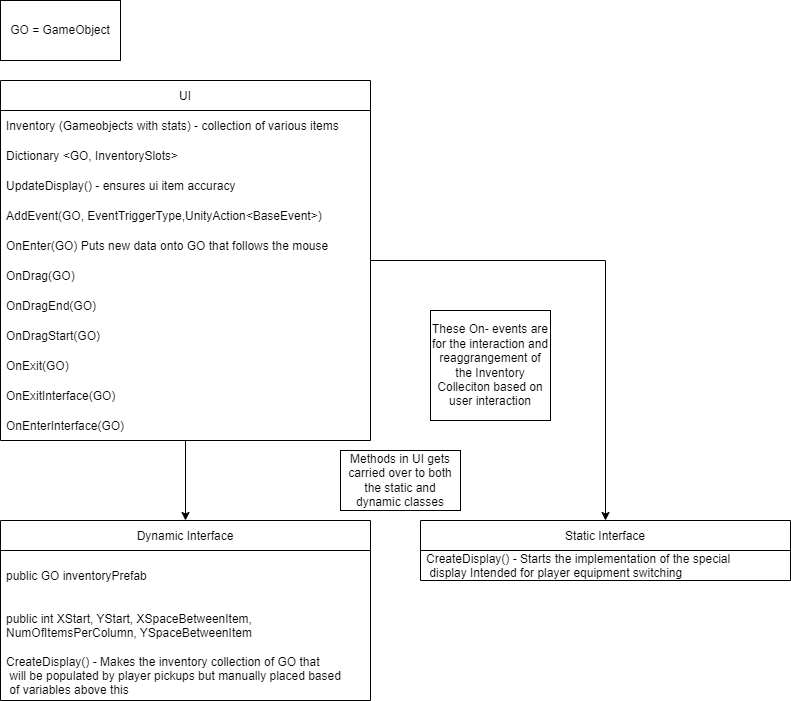 GO = GameObject
UI
Inventory (Gameobjects with stats) - collection of various items
Dictionary <GO, InventorySlots>
UpdateDisplay() - ensures ui item accuracy
AddEvent(GO, EventTriggerType,UnityAction<BaseEvent>)
OnEnter(GO) Puts new data onto GO that follows the mouse
OnDrag(GO)
OnDragEnd(GO)
OnDragStart(GO)
OnExit(GO)
OnExitInterface(GO)
OnEnterInterface(GO)
These On- events are
for the interaction and
reaggrangement of
the Inventory
Colleciton based on
user interaction
Methods in UI gets
carried over to both
the static and
dynamic classes
Dynamic Interface
public GO inventoryPrefab
public int XStart, YStart, XSpaceBetweenItem,
NumOfItemsPerColumn, YSpaceBetweenItem
CreateDisplay() - Makes the inventory collection of GO that
will be populated by player pickups but manually placed based
of variables above this
Static Interface
CreateDisplay() - Starts the implementation of the special
display Intended for player equipment switching